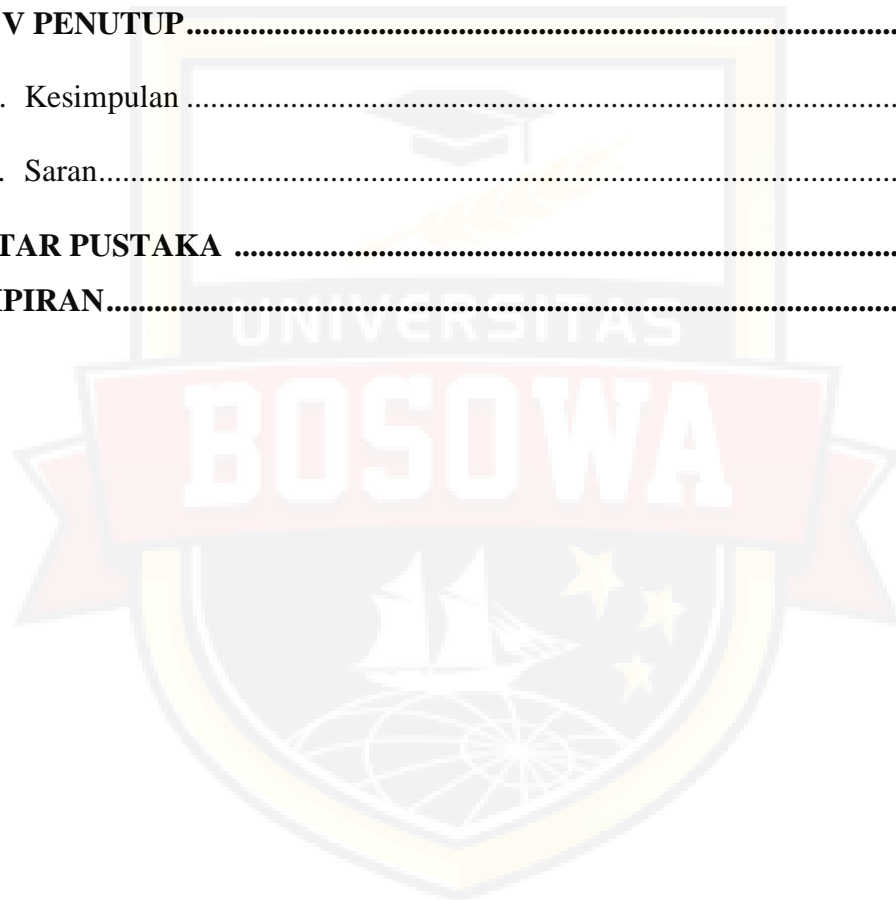 V PENUTUP..........................................................................................
. Kesimpulan ..........................................................................................
. Saran....................................................................................................
TAR PUSTAKA ....................................................................................
PIRAN....................................................................................................
UNIVERSITAS
BOSOWA